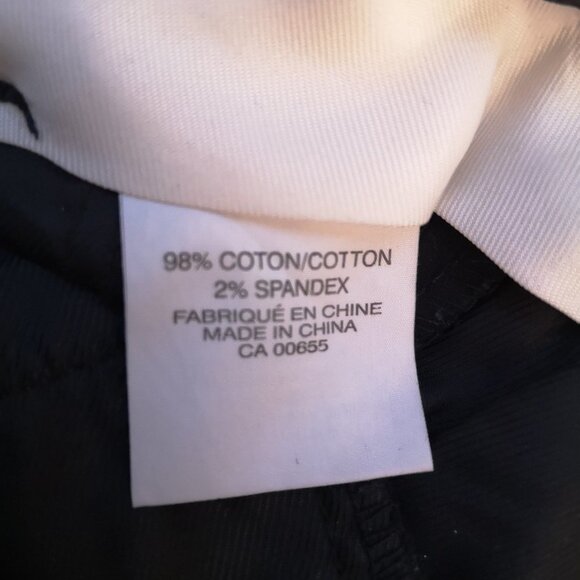 98% COTON/COTTON
2% SPANDEX
FABRIQUÉ EN CHINE
MADE IN CHINA
CA 00655